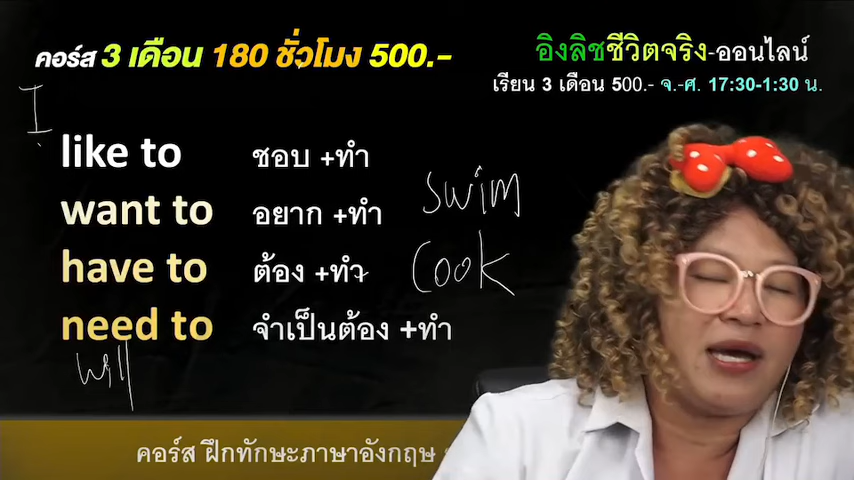 คอร์ส 3 เดือน 180 ชั่วโมง 500.-
อิงลิชชีวิตจริง-ออนไลน์
เรียน 3 เดือน 500.- จ.-ศ. 17:30-1:30 น.
I
like to ชอบ +ทำ
want to อยาก +ทำ
swim
have to ต้อง +ทำ
Cook
need to จำเป็นต้อง +ทำ
will
คอร์ส ฝึกทักษะภาษาอังกฤษ